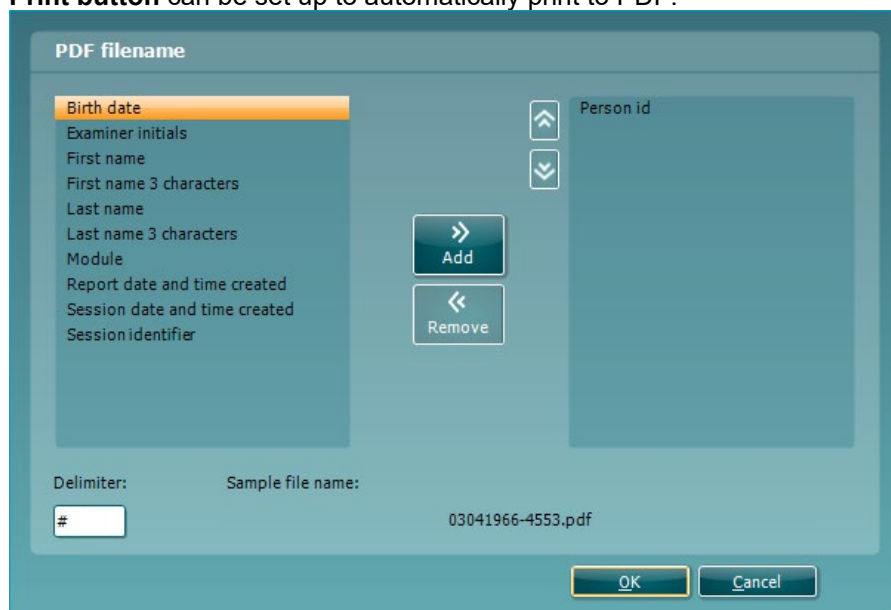 Print button can be set up to automatically print to PDF.
PDF filename
Birth date
Examiner initials
First name
First name 3 characters
Last name
Last name 3 characters
Module
Report date and time created
Session date and time created
Session identifier
Add
Remove
Person id
Delimiter:
Sample file name:
#
03041966-4553.pdf
OK
Cancel